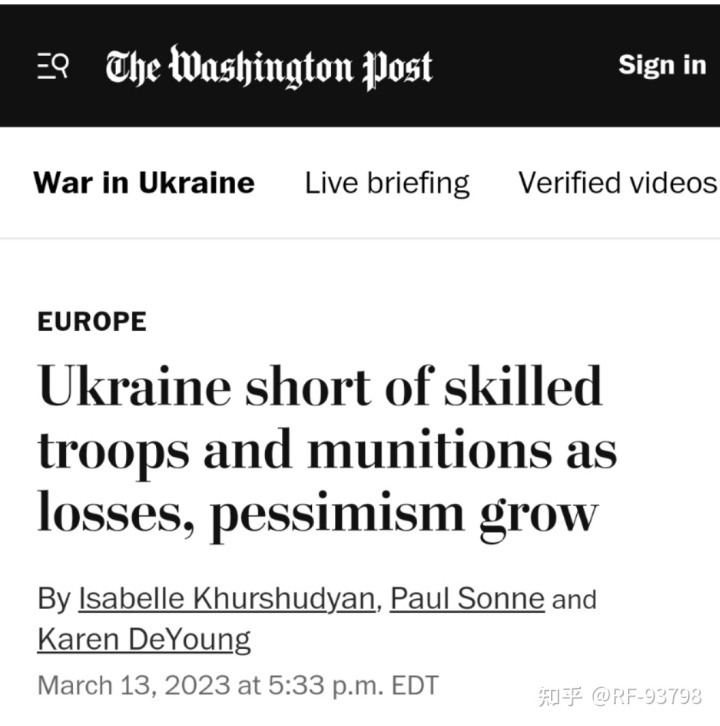 The Washington Post
Sign in
War in Ukraine
Live briefing
Verified videos
EUROPE
Ukraine short of skilled
troops and munitions as
losses, pessimism grow
By Isabelle Khurshudyan, Paul Sonne and
Karen DeYoung
March 13, 2023 at 5:33 p.m. EDT
知乎 @RF-93798